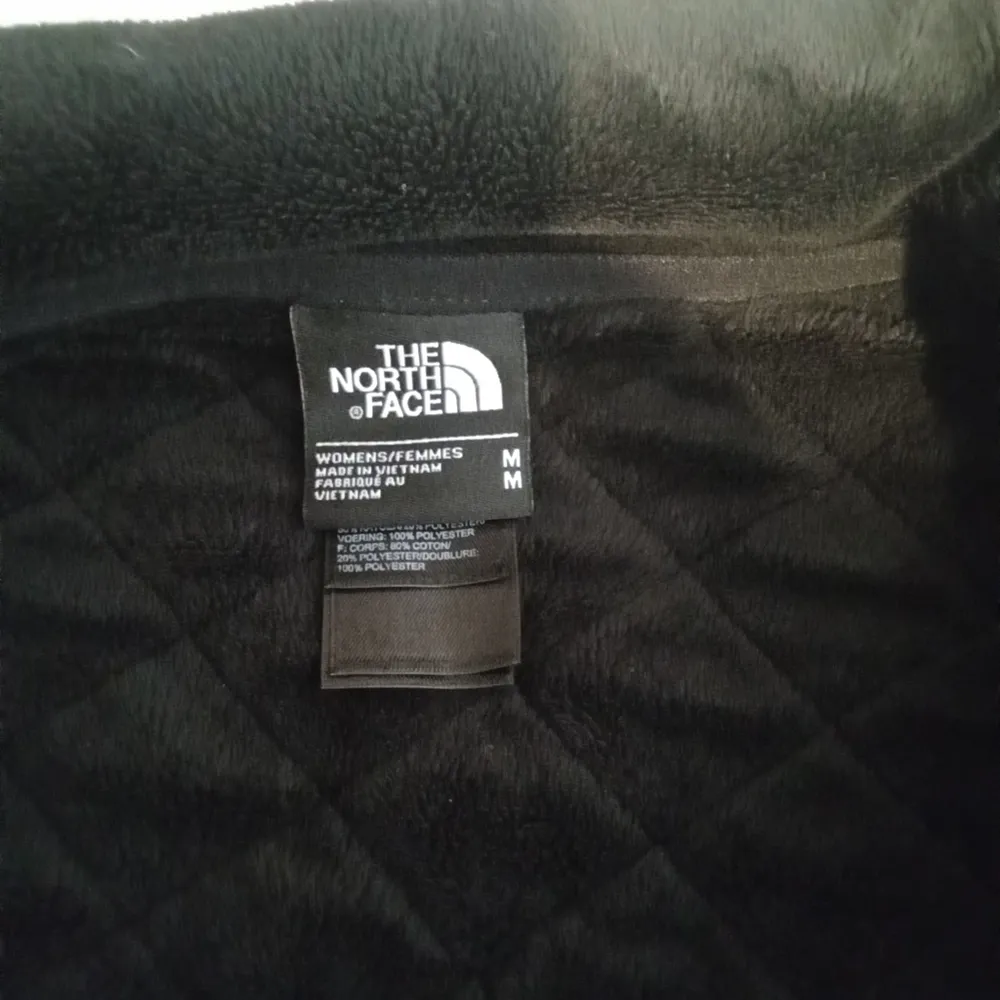 THE
NORTH
®FACE
WOMENS/FEMMES M
MADE IN VIETNAM
FABRIQUÉ AU M
VIETNAM
POLYESTER/
VOERING: 100% POLYESTER
F: CORPS: 80% COTON/
20% POLYESTER/DOUBLURE:
100% POLYESTER